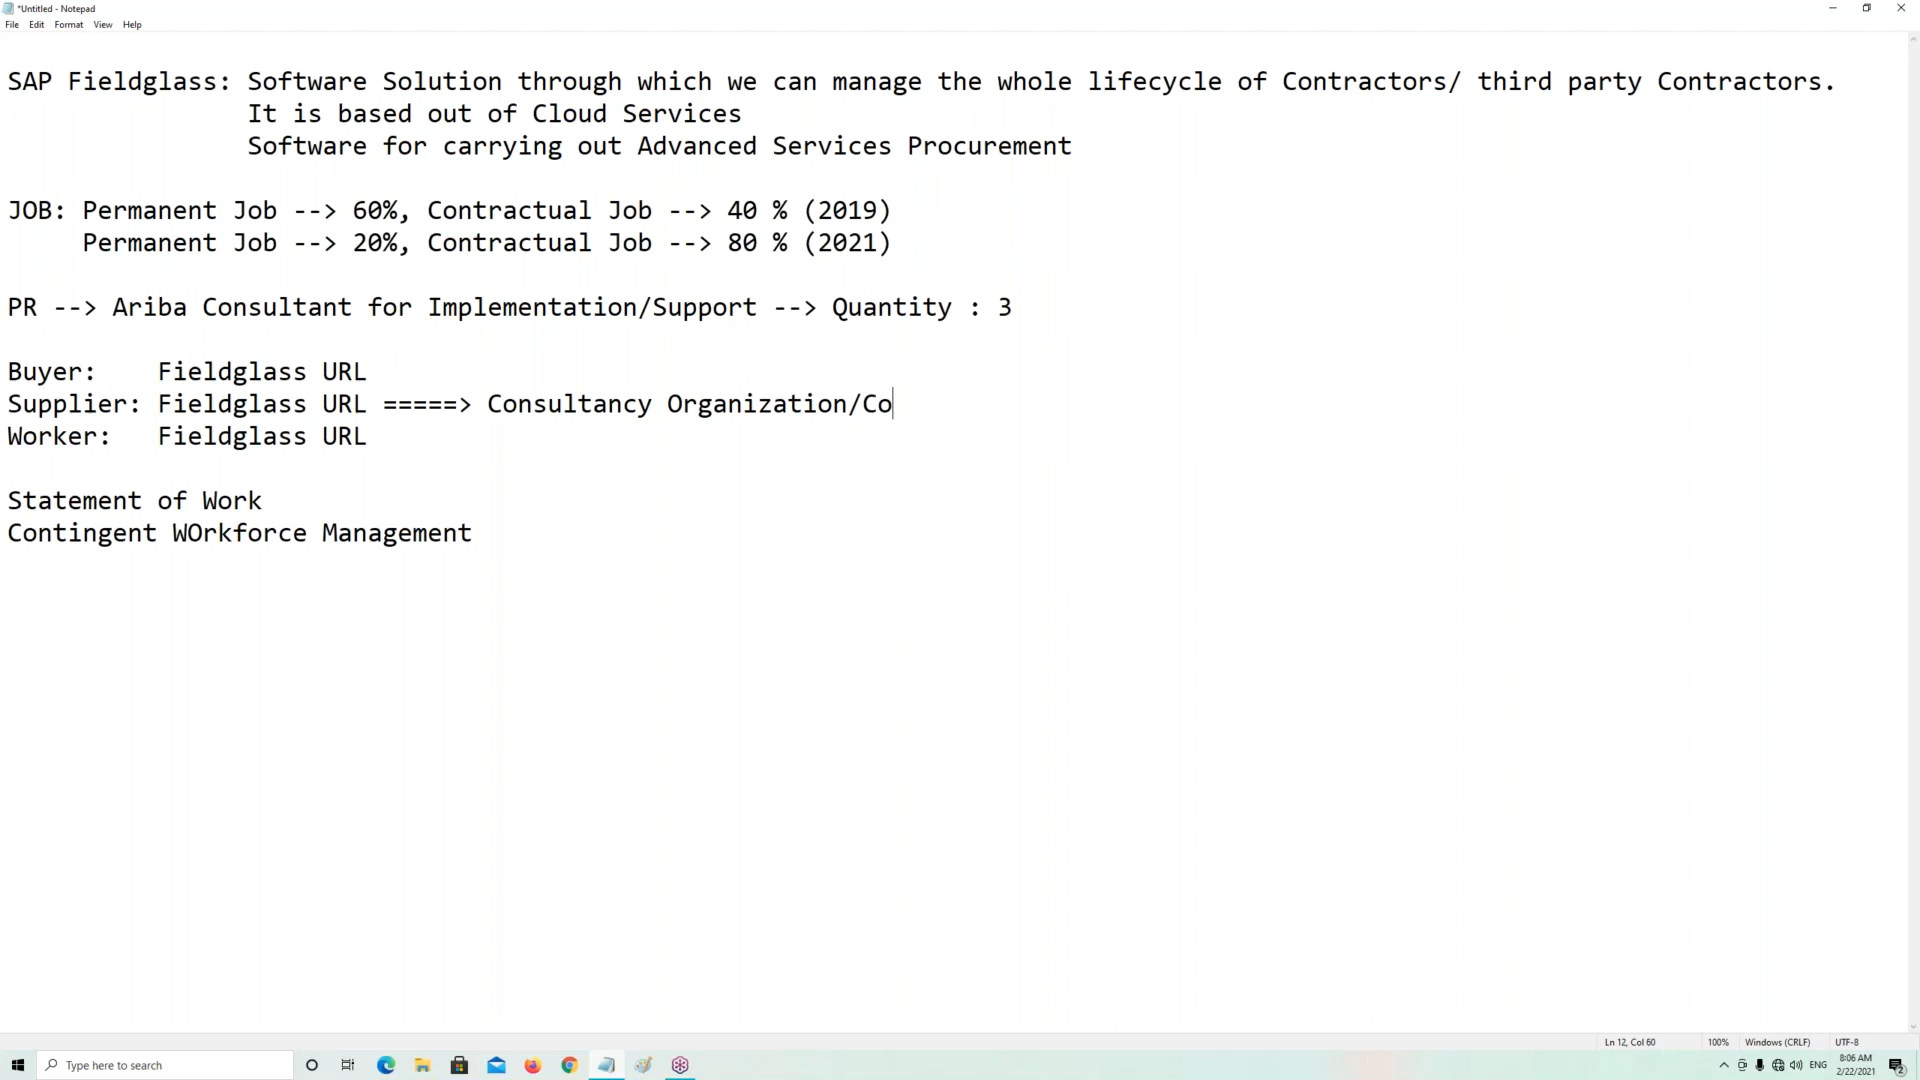 *Untitled - Notepad
File Edit Format View Help
SAP Fieldglass: Software Solution through which we can manage the whole lifecycle of Contractors/ third party Contractors.
It is based out of Cloud Services
Software for carrying out Advanced Services Procurement
JOB: Permanent Job --> 60%, Contractual Job --> 40 % (2019)
Permanent Job --> 20%, Contractual Job --> 80 % (2021)
PR --> Ariba Consultant for Implementation/Support --> Quantity : 3
Buyer: Fieldglass URL
Supplier: Fieldglass URL =====> Consultancy Organization/Co
Worker: Fieldglass URL
Statement of Work
Contingent WOrkforce Management
Ln 12, Col 60 100% Windows (CRLF) UTF-8
Type here to search
ENG
8:06 AM
2/22/2021
2